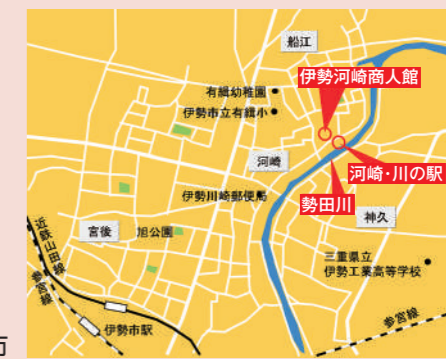 船江
伊勢河崎商人館
有緝幼稚園
伊勢市立有緝小
河崎
河崎・川の駅
伊勢川崎郵便局
勢田川
神久
宮後
旭公園
近鉄山田線
参宮線
三重県立
伊勢工業高等学校
伊勢市駅
参宮線
市